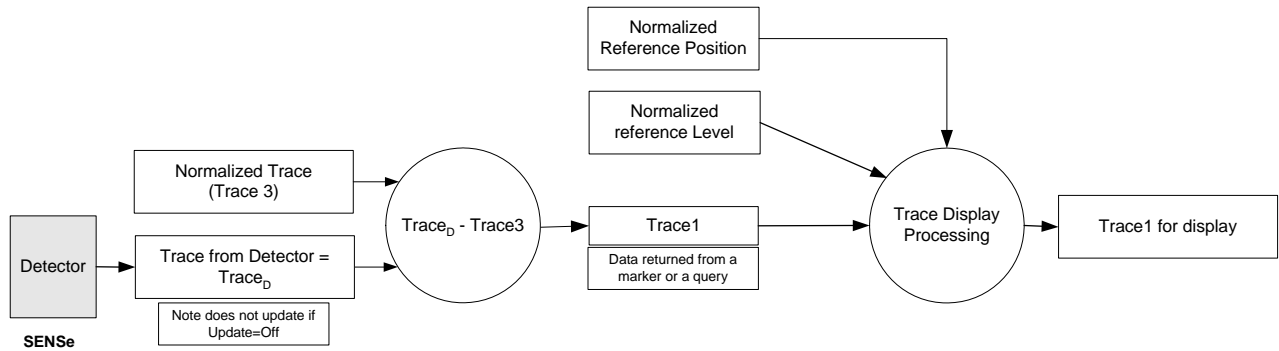 Normalized
Reference Position
Normalized
reference Level
Normalized Trace
(Trace 3)
Detector
SENSe
Trace from Detector =
TraceD
Note does not update if
Update=Off
TraceD - Trace3
Trace1
Data returned from a
marker or a query
Trace Display
Processing
Trace1 for display